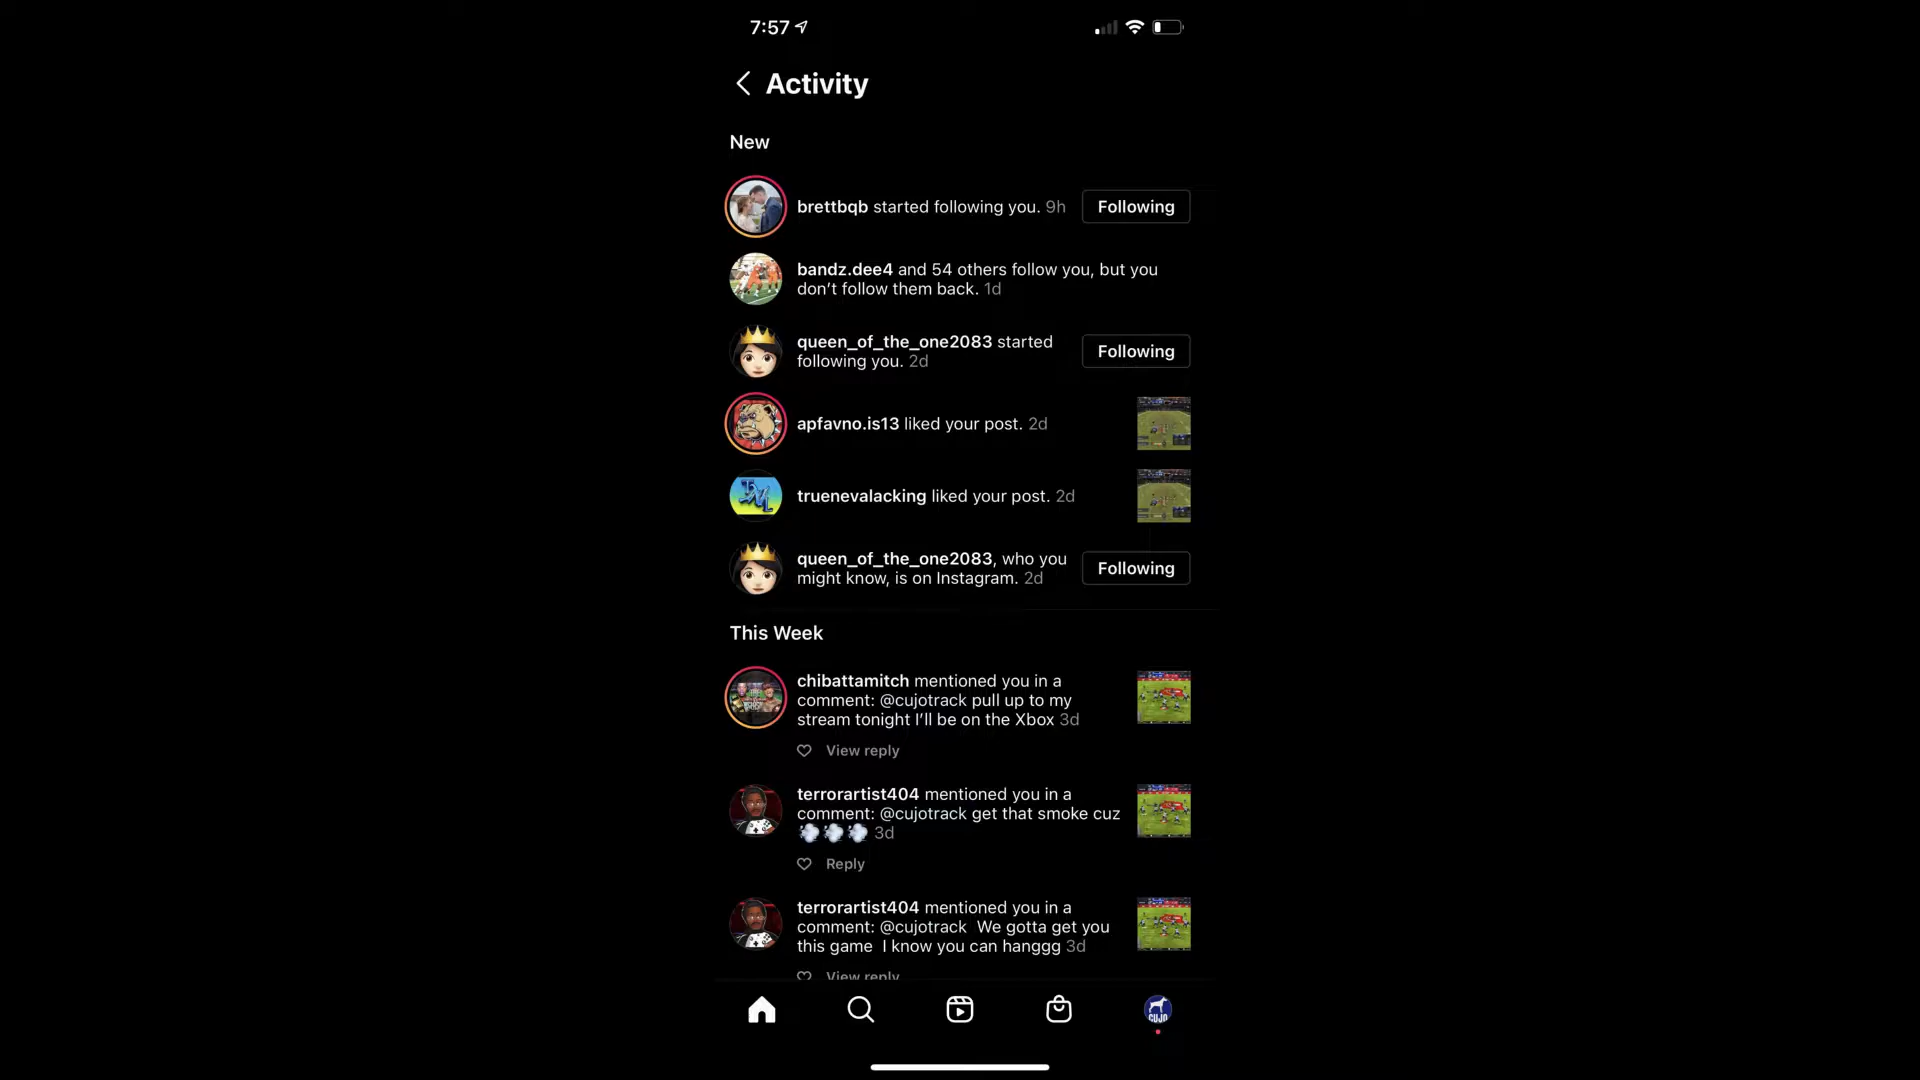 7:57
Activity
New
brettbqb started following you. 9h
Following
bandz.dee4 and 54 others follow you, but you
don’t follow them back. 1d
queen_of_the_one2083 started
following you. 2d
Following
apfavno.is13 liked your post. 2d
truenevalacking liked your post. 2d
queen_of_the_one2083, who you
might know, is on Instagram. 2d
Following
This Week
chibattamitch mentioned you in a
comment: @cujotrack pull up to my
stream tonight I’ll be on the Xbox 3d
View reply
terrorartist404 mentioned you in a
comment: @cujotrack get that smoke cuz
💨💨💨 3d
Reply
terrorartist404 mentioned you in a
comment: @cujotrack  We gotta get you
this game  I know you can hanggg 3d
View reply
CUJO